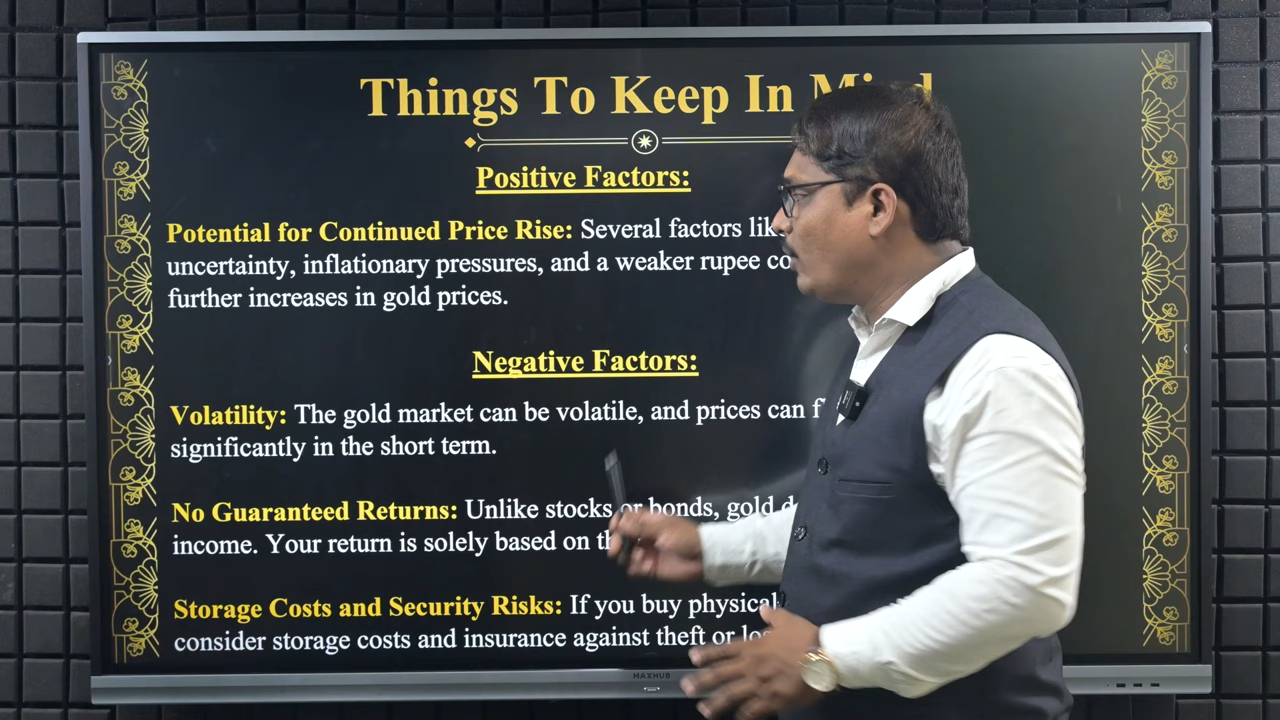 Things To Keep In
Positive Factors:
Potential for Continued Price Rise: Several factors
uncertainty, inflationary pressures, and a weaker rupee
further increases in gold prices.
Negative Factors:
Volatility: The gold market can be volatile, and prices can
significantly in the short term.
No Guaranteed Returns: Unlike stocks or bonds, gold
income. Your return is solely based on
Storage Costs and Security Risks: If you buy physical
consider storage costs and insurance against theft or
MAXHUB